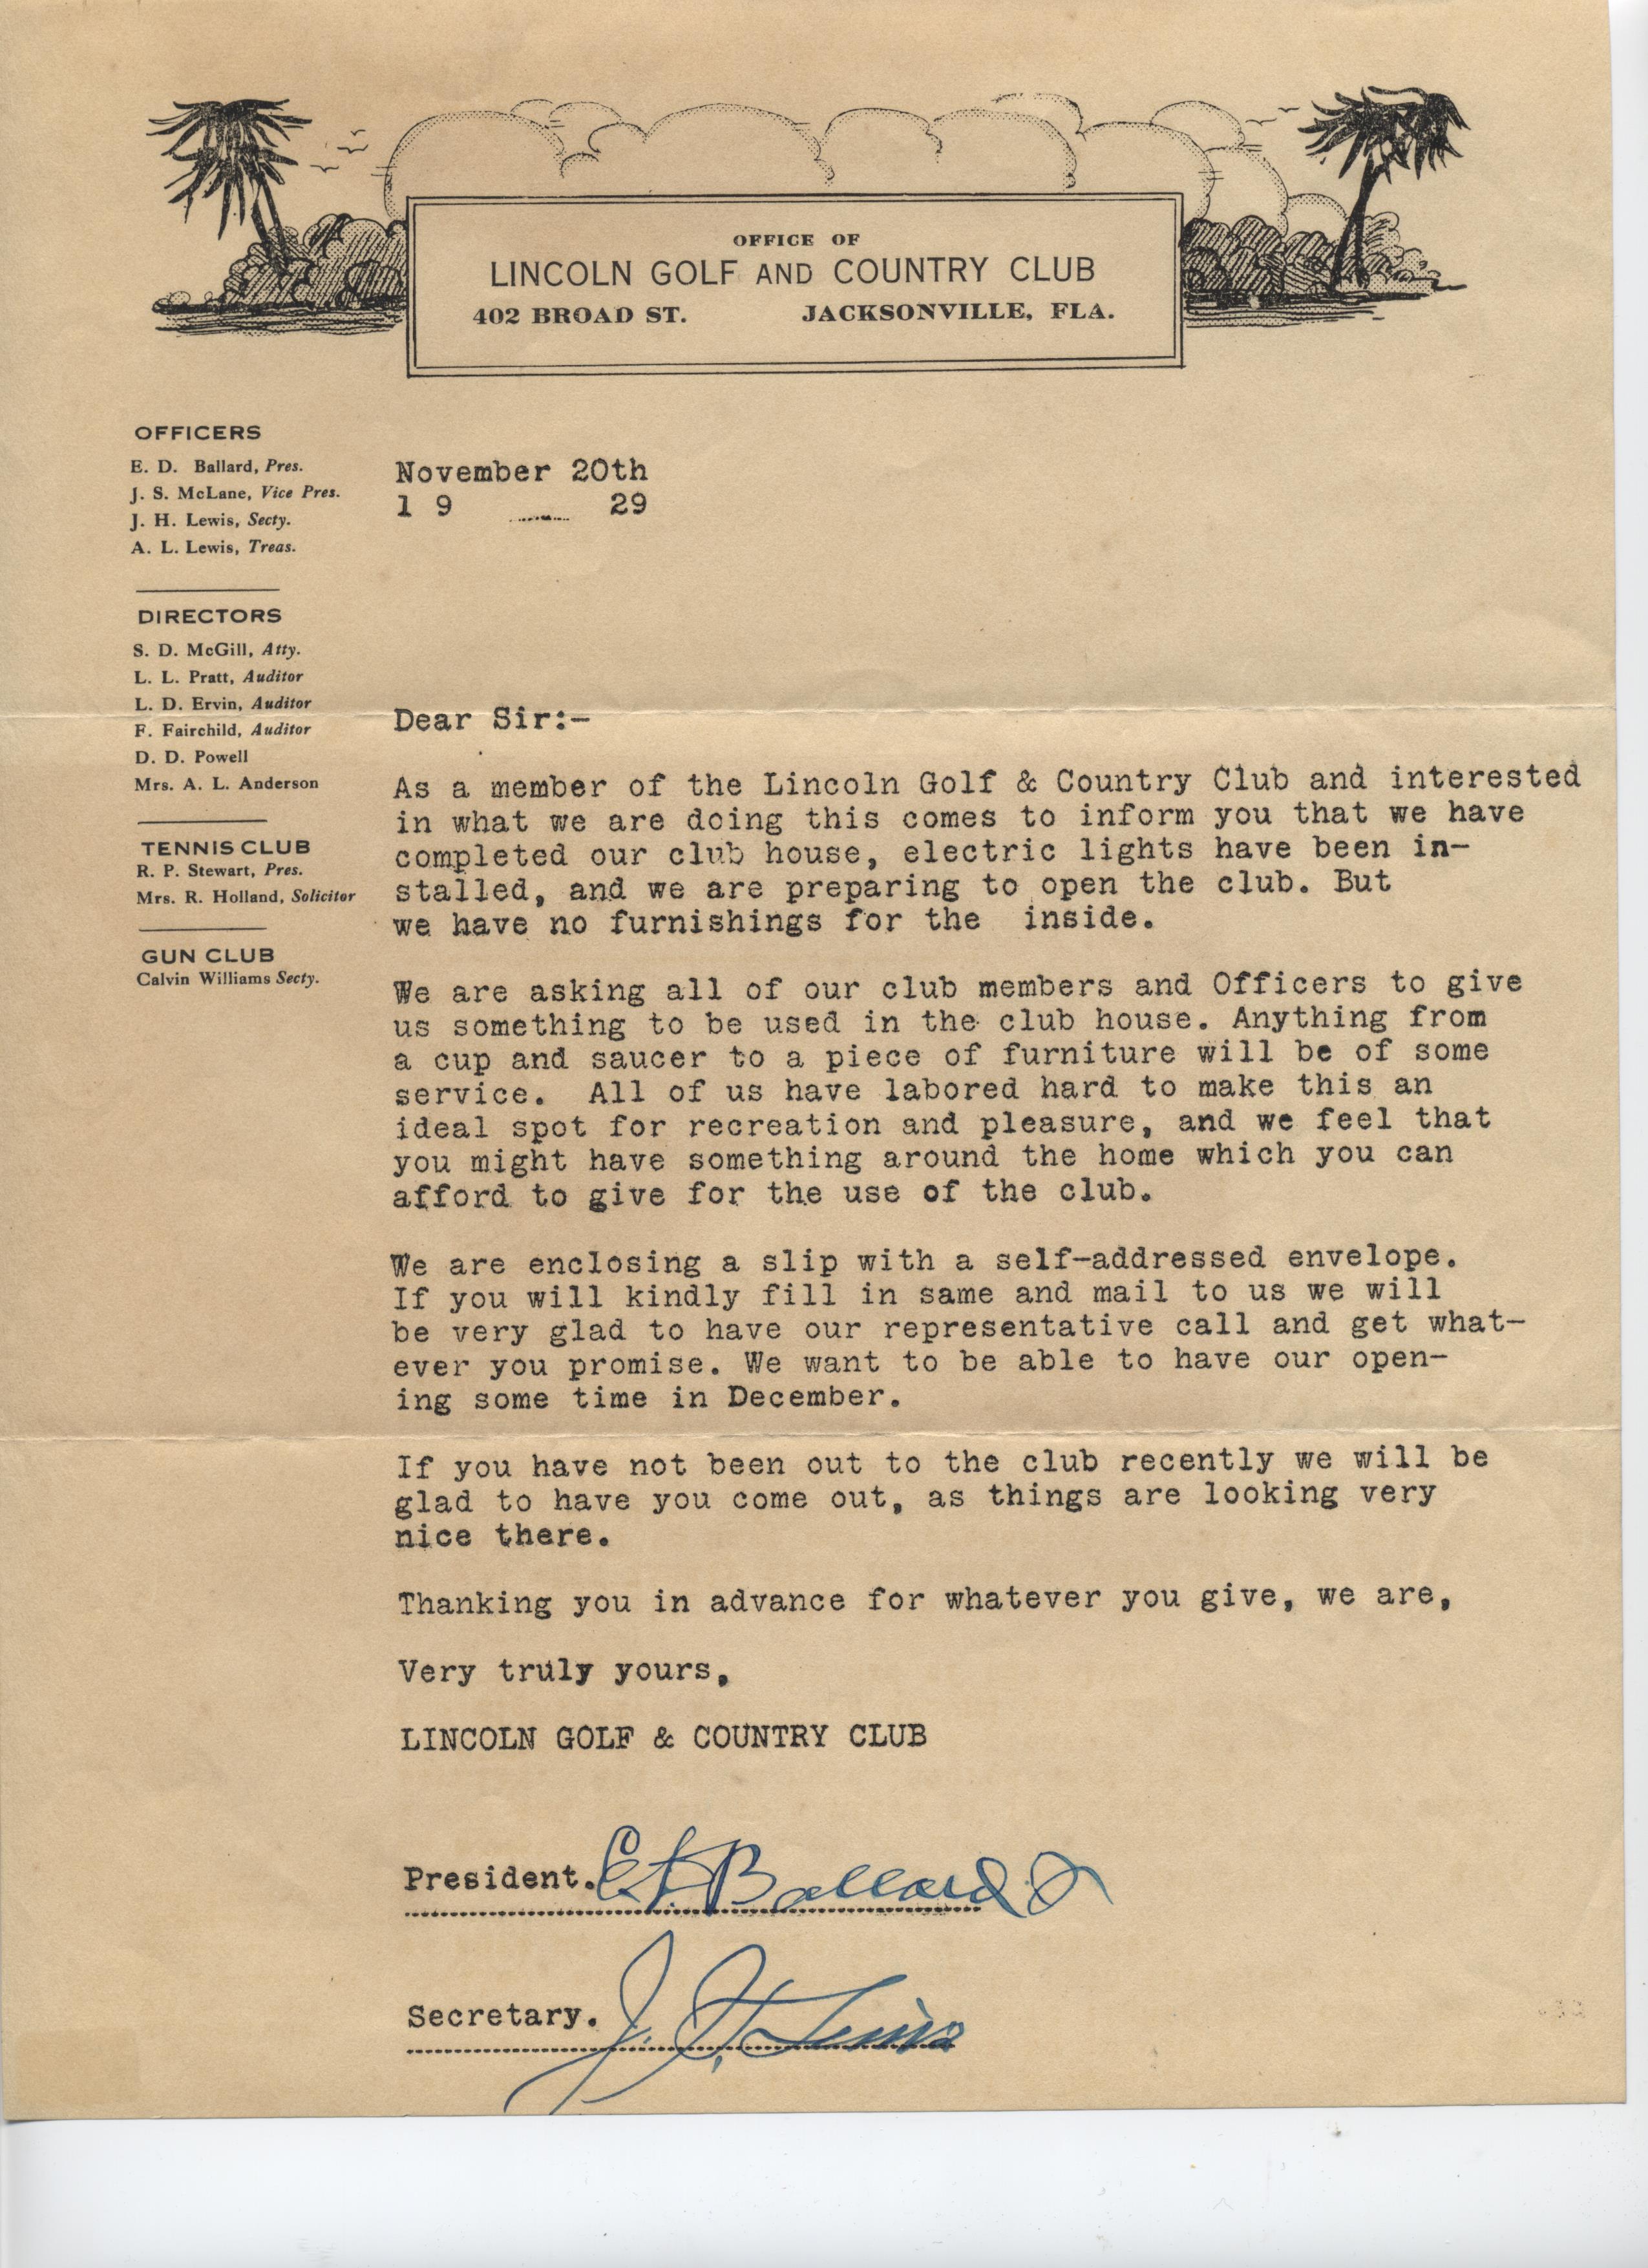 OFFICE OF
LINCOLN GOLF AND COUNTRY CLUB
402 BROAD ST. JACKSONVILLE, FLA.
OFFICERS
E. D. Ballard, Pres.
J. S. McLane, Vice Pres.
J. H. Lewis, Secty.
A. L. Lewis, Treas.
DIRECTORS
S. D. McGill, Atty.
L. L. Pratt, Auditor
L. D. Ervin, Auditor
F. Fairchild, Auditor
D. D. Powell
Mrs. A. L. Anderson
TENNIS CLUB
R. P. Stewart, Pres.
Mrs. R. Holland, Solicitor
GUN CLUB
Calvin Williams Secty.
November 20th
1 9 29
Dear Sir:-
As a member of the Lincoln Golf & Country Club and interested
in what we are doing this comes to inform you that we have
completed our club house, electric lights have been in-
stalled, and we are preparing to open the club. But
we have no furnishings for the inside.
We are asking all of our club members and Officers to give
us something to be used in the club house. Anything from
a cup and saucer to a piece of furniture will be of some
service. All of us have labored hard to make this an
ideal spot for recreation and pleasure, and we feel that
you might have something around the home which you can
afford to give for the use of the club.
We are enclosing a slip with a self-addressed envelope.
If you will kindly fill in same and mail to us we will
be very glad to have our representative call and get what-
ever you promise. We want to be able to have our open-
ing some time in December.
If you have not been out to the club recently we will be
glad to have you come out, as things are looking very
nice there.
Thanking you in advance for whatever you give, we are,
Very truly yours,
LINCOLN GOLF & COUNTRY CLUB
President. Ballard
Secretary. J. H. Lewis